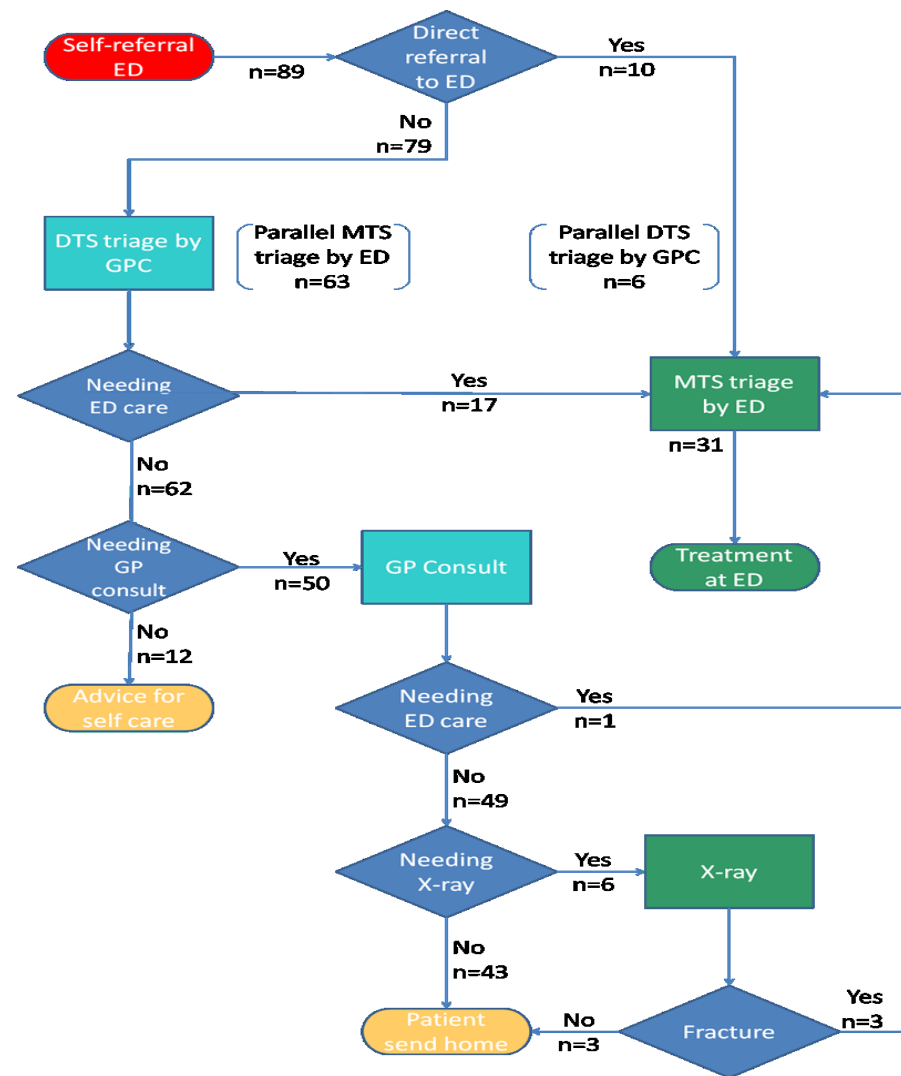 Self-referral
ED
n=89
Direct
referral
to ED
Yes
n=10
No
n=79
DTS triage by
GPC
Parallel MTS
triage by ED
n=63
Parallel DTS
triage by GPC
n=6
Needing
ED care
Yes
n=17
MTS triage
by ED
n=31
No
n=62
Needing
GP
consult
Yes
n=50
GP Consult
Treatment
at ED
No
n=12
Advice for
self care
Needing
ED care
Yes
n=1
No
n=49
Needing
X-ray
Yes
n=6
X-ray
No
n=43
Patient
send home
No
n=3
Fracture
Yes
n=3